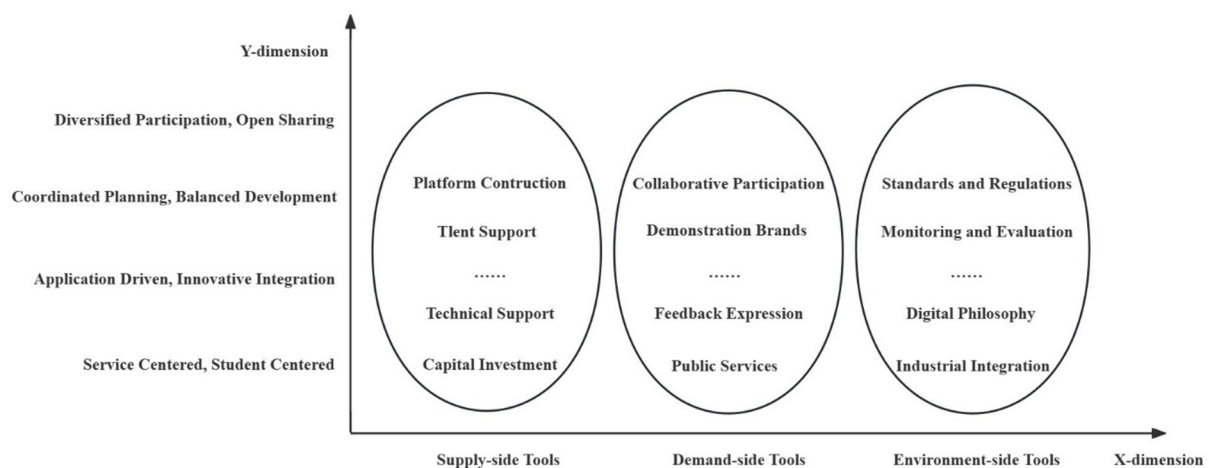 Y-dimension
Diversified Participation, Open Sharing
Platform Contruction Collaborative Participation Standards and Regulations
Coordinated Planning, Balanced Development
Tlent Support Demonstration Brands Monitoring and Evaluation
...... ...... ......
Application Driven, Innovative Integration
Technical Support Feedback Expression Digital Philosophy
Service Centered, Student Centered Capital Investment Public Services Industrial Integration
Supply-side Tools Demand-side Tools Environment-side Tools X-dimension